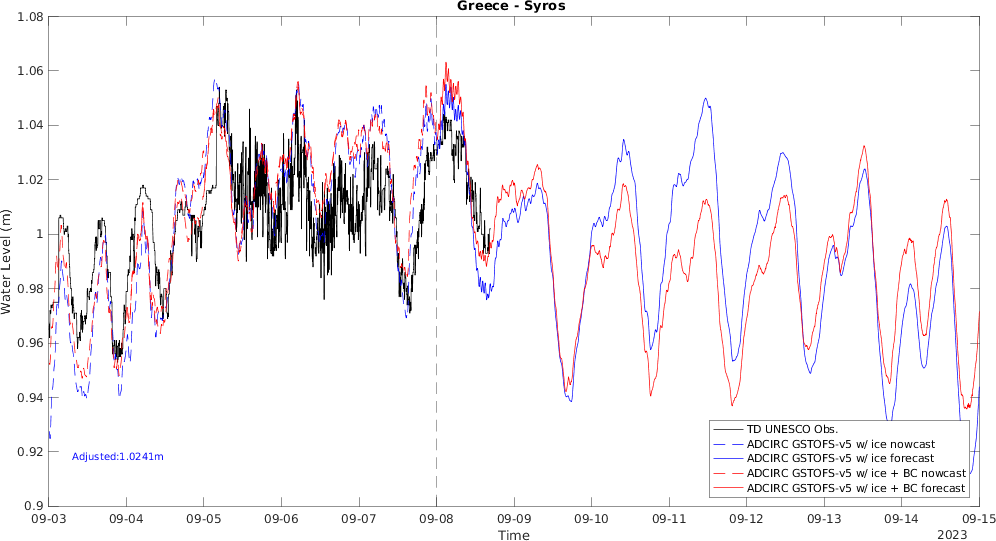 Greece - Syros
1.08
1.06
1.04
1.02
1
0.98
0.96
0.94
0.92
0.9
Water Level (m)
Adjusted:1.0241m
TD UNESCO Obs.
ADCIRC GSTOFS-v5 w/ ice nowcast
ADCIRC GSTOFS-v5 w/ ice forecast
ADCIRC GSTOFS-v5 w/ ice + BC nowcast
ADCIRC GSTOFS-v5 w/ ice + BC forecast
09-03 09-04 09-05 09-06 09-07 09-08 09-09 09-10 09-11 09-12 09-13 09-14 09-15
Time
2023